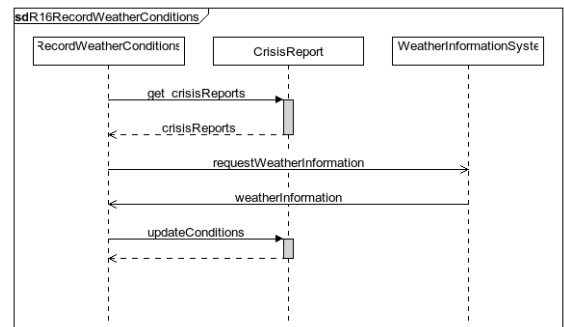 sdR16RecordWeatherConditions
RecordWeatherConditions
CrisisReport
WeatherInformationSyste
get_crisisReports
crisisReports
requestWeatherInformation
weatherInformation
updateConditions